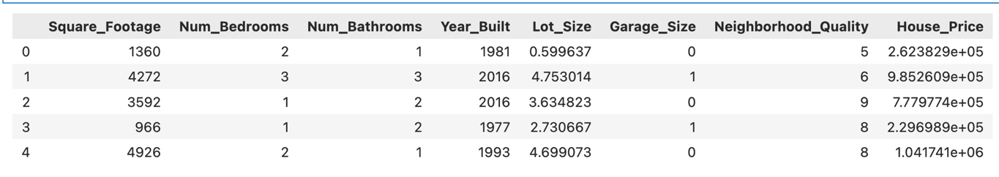 Square_Footage Num_Bedrooms Num_Bathrooms Year_Built Lot_Size Garage_Size Neighborhood_Quality House_Price
0 1360 2 1 1981 0.599637 0 5 2.623829e+05
1 4272 3 3 2016 4.753014 1 6 9.852609e+05
2 3592 1 2 2016 3.634823 0 9 7.779774e+05
3 966 1 2 1977 2.730667 1 8 2.296989e+05
4 4926 2 1 1993 4.699073 0 8 1.041741e+06